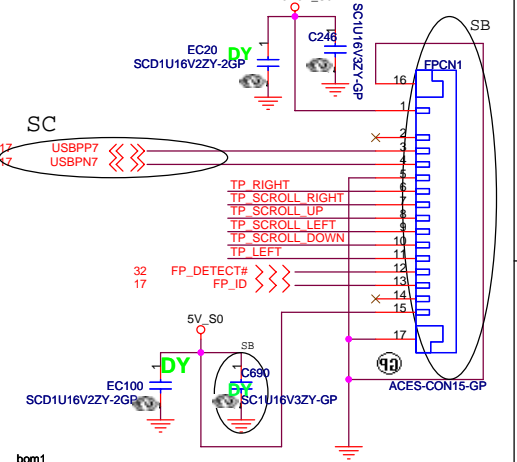 SB
C246
SC1U16V3ZY-GP
EC20
DY
SCD1U16V2ZY-2GP
FPCN1
16
1
SC
2
17 USBPP7
3
17 USBPN7
4
5
TP_RIGHT
6
TP_SCROLL_RIGHT
7
TP_SCROLL_UP
8
TP_SCROLL_LEFT
9
TP_SCROLL_DOWN
10
TP_LEFT
11
32 FP_DETECT#
12
17 FP_ID
13
14
15
5V_S0
17
SB
DY
GP
EC100
C690
DY
ACES-CON15-GP
SCD1U16V2ZY-2GP
SC1U16V3ZY-GP
bom1